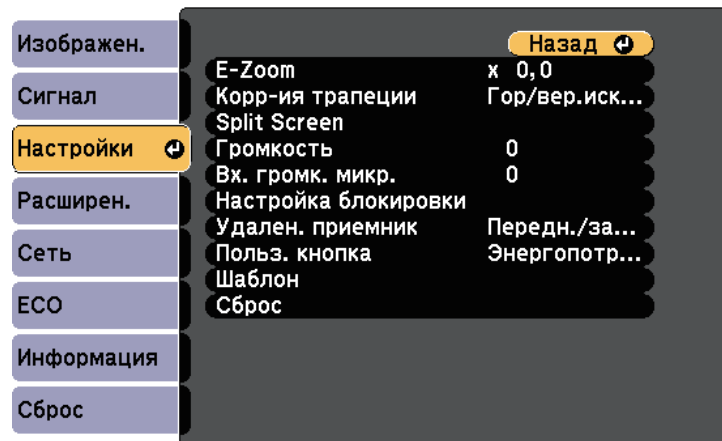 Изображен.
Сигнал
Настройки
Расширен.
Сеть
ECO
Информация
Сброс
Назад
E-Zoom x 0,0
Корр-ия трапеции Гор/вер.иск...
Split Screen
Громкость 0
Вх. громк. микр. 0
Настройка блокировки
Удален. приемник Передн./за...
Польз. кнопка Энергопотр...
Шаблон
Сброс